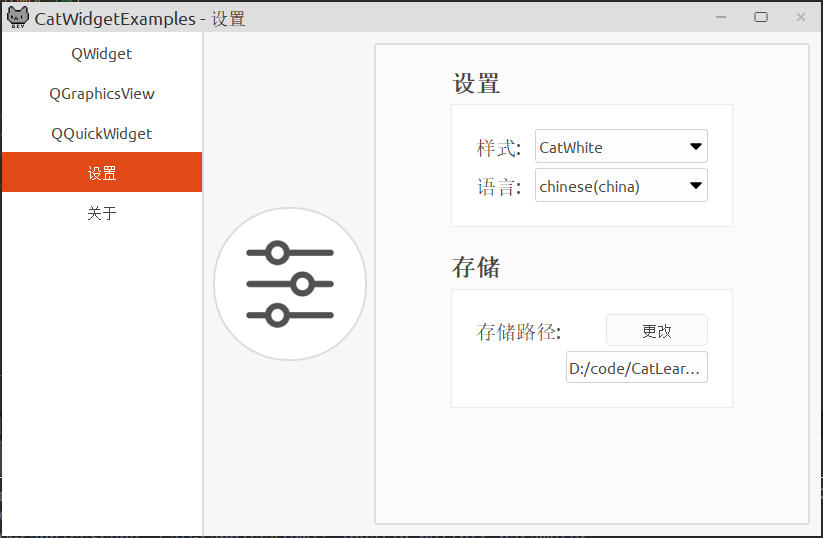 CatWidgetExamples - 设置
QWidget
QGraphicsView
QQuickWidget
设置
关于
设置
样式: CatWhite
语言: chinese(china)
存储
存储路径: 更改
D:/code/CatLear...